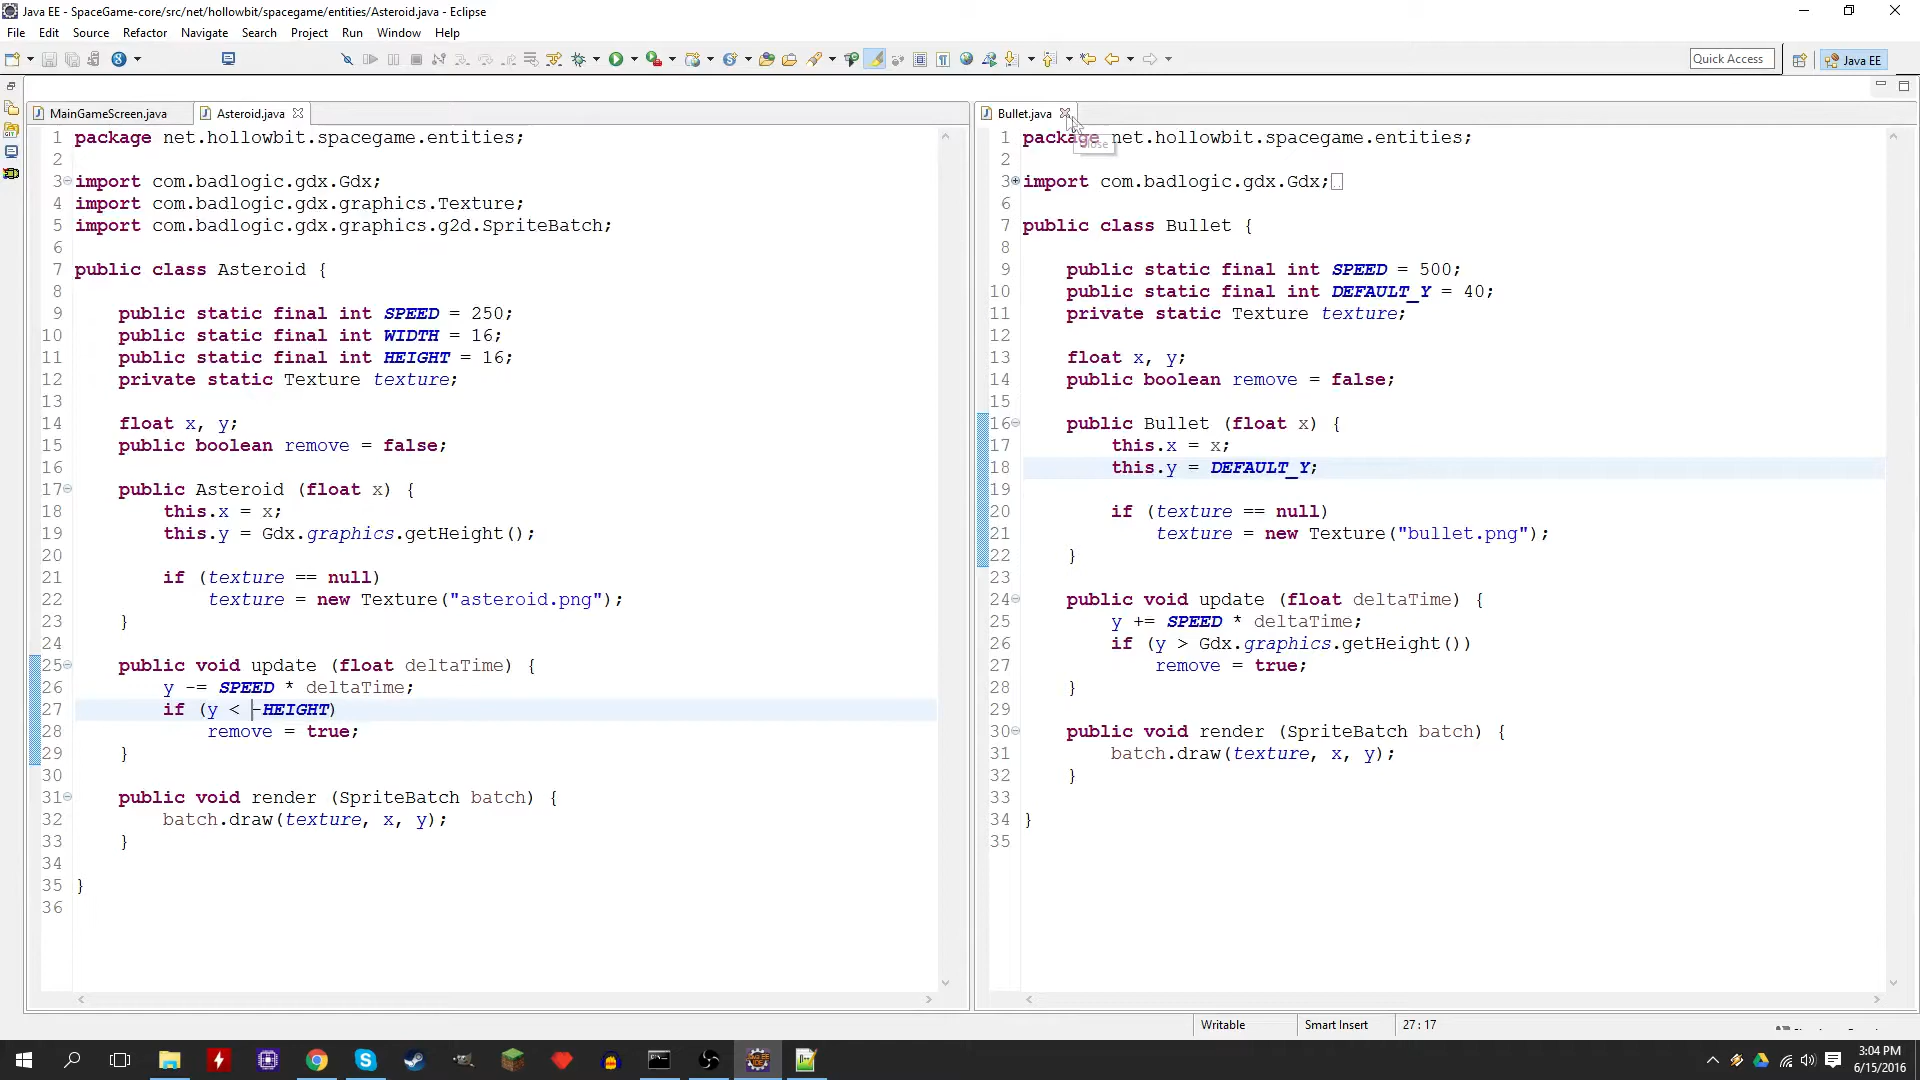 Java EE - SpaceGame-core/src/net/hollowbit/spacegame/entities/Asteroid.java - Eclipse
File Edit Source Refactor Navigate Search Project Run Window Help
Quick Access
Java EE
MainGameScreen.java
Asteroid.java
1 package net.hollowbit.spacegame.entities;
2
3 import com.badlogic.gdx.Gdx;
4 import com.badlogic.gdx.graphics.Texture;
5 import com.badlogic.gdx.graphics.g2d.SpriteBatch;
6
7 public class Asteroid {
8
9 public static final int SPEED = 250;
10 public static final int WIDTH = 16;
11 public static final int HEIGHT = 16;
12 private static Texture texture;
13
14 float x, y;
15 public boolean remove = false;
16
17 public Asteroid (float x) {
18 this.x = x;
19 this.y = Gdx.graphics.getHeight();
20
21 if (texture == null)
22 texture = new Texture("asteroid.png");
23 }
24
25 public void update (float deltaTime) {
26 y -= SPEED * deltaTime;
27 if (y < -HEIGHT)
28 remove = true;
29 }
30
31 public void render (SpriteBatch batch) {
32 batch.draw(texture, x, y);
33 }
34
35 }
36
Bullet.java
Close
1 package net.hollowbit.spacegame.entities;
2
3 import com.badlogic.gdx.Gdx;
6
7 public class Bullet {
8
9 public static final int SPEED = 500;
10 public static final int DEFAULT_Y = 40;
11 private static Texture texture;
12
13 float x, y;
14 public boolean remove = false;
15
16 public Bullet (float x) {
17 this.x = x;
18 this.y = DEFAULT_Y;
19
20 if (texture == null)
21 texture = new Texture("bullet.png");
22 }
23
24 public void update (float deltaTime) {
25 y += SPEED * deltaTime;
26 if (y > Gdx.graphics.getHeight())
27 remove = true;
28 }
29
30 public void render (SpriteBatch batch) {
31 batch.draw(texture, x, y);
32 }
33
34 }
35
Writable
Smart Insert
27 : 17
3:04 PM
6/15/2016